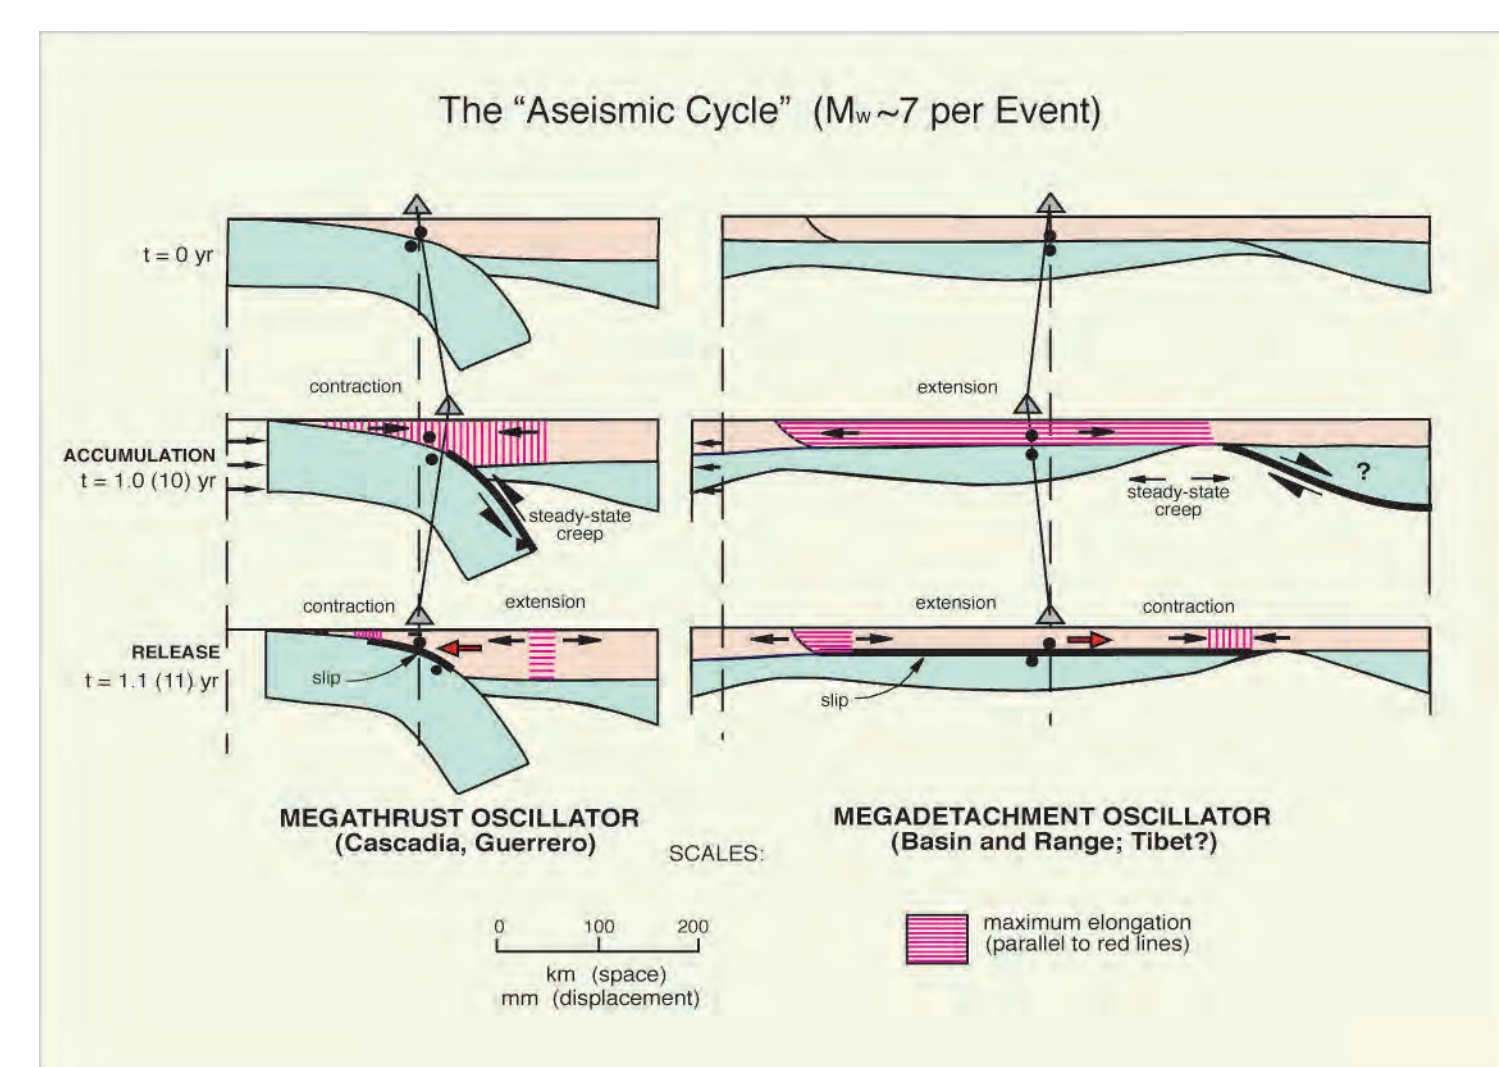 The “Aseismic Cycle” (Mw ~7 per Event)
t = 0 yr
contraction
extension
ACCUMULATION
t = 1.0 (10) yr
steady-state
creep
steady-state
creep
?
contraction
extension
extension
contraction
RELEASE
t = 1.1 (11) yr
slip
slip
MEGATHRUST OSCILLATOR
(Cascadia, Guerrero)
MEGADETACHMENT OSCILLATOR
(Basin and Range; Tibet?)
SCALES:
0 100 200
km (space)
mm (displacement)
maximum elongation
(parallel to red lines)